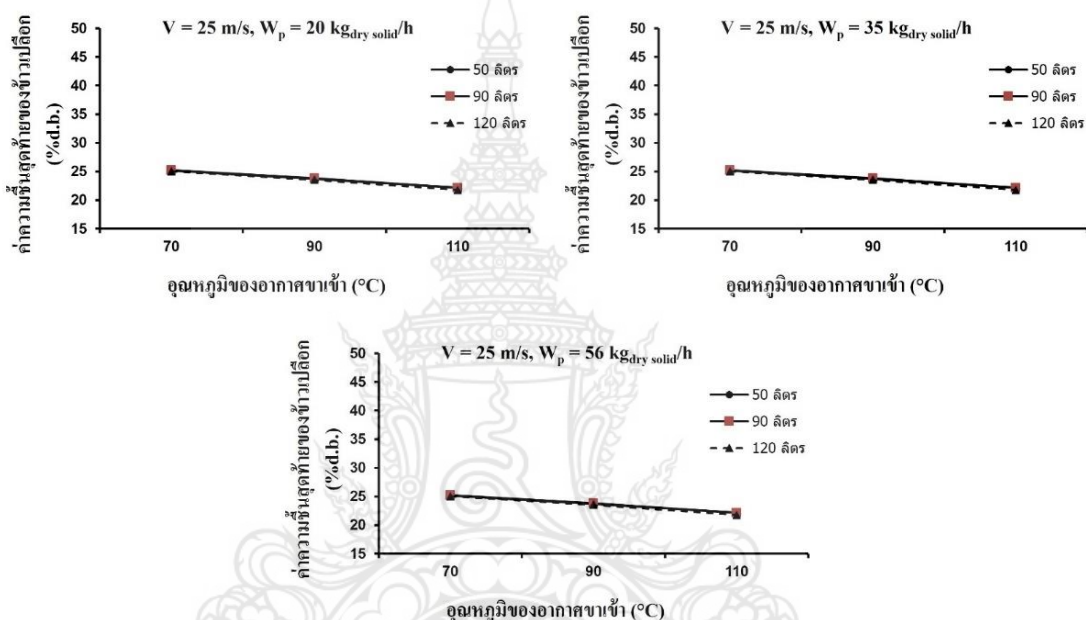 V = 25 m/s, Wp = 20 kgdry solid/h
ค่าความชื้นสุดท้ายของข้าวเปลือก
(%d.b.)
50
45
40
35
30
25
20
15
50 ลิตร
90 ลิตร
120 ลิตร
70 90 110
อุณหภูมิของอากาศขาเข้า (°C)
V = 25 m/s, Wp = 35 kgdry solid/h
ค่าความชื้นสุดท้ายของข้าวเปลือก
(%d.b.)
50
45
40
35
30
25
20
15
50 ลิตร
90 ลิตร
120 ลิตร
70 90 110
อุณหภูมิของอากาศขาเข้า (°C)
V = 25 m/s, Wp = 56 kgdry solid/h
ค่าความชื้นสุดท้ายของข้าวเปลือก
(%d.b.)
50
45
40
35
30
25
20
15
50 ลิตร
90 ลิตร
120 ลิตร
70 90 110
อุณหภูมิของอากาศขาเข้า (°C)